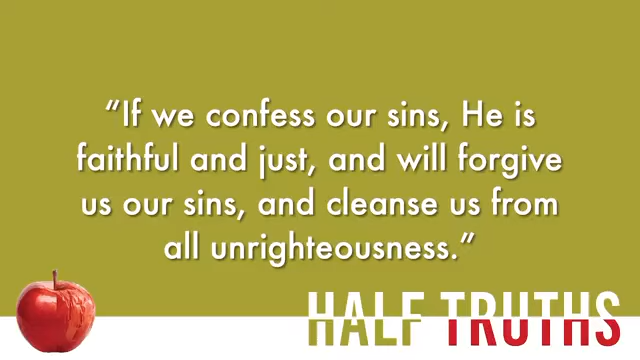 “If we confess our sins, He is
faithful and just, and will forgive
us our sins, and cleanse us from
all unrighteousness.”
HALF TRUTHS